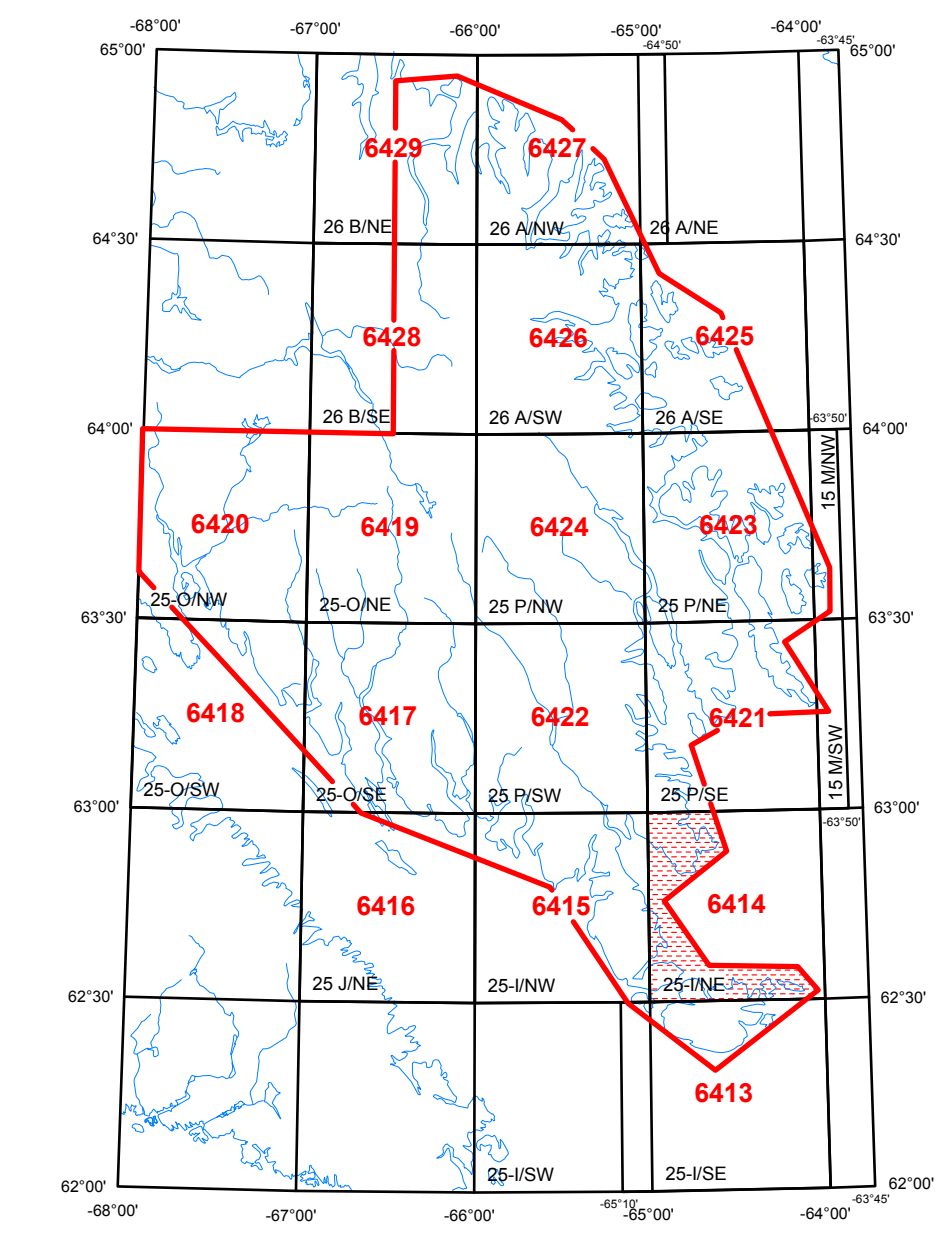 -68°00' -67°00' -66°00' -65°00' -64°00'
-64°50' -63°45'
65°00' 65°00'
6429 6427
26 B/NE 26 A/NW 26 A/NE
64°30' 64°30'
6428 6426 6425
26 B/SE 26 A/SW 26 A/SE -63°50'
64°00' 64°00'
15 M/NW
6420 6419 6424 6423
25-O/NW 25-O/NE 25 P/NW 25 P/NE
63°30' 63°30'
6418 6417 6422 6421
15 M/SW
25-O/SW 25-O/SE 25 P/SW 25 P/SE
63°00' 63°00'
-63°50'
6416 6415 6414
25 J/NE 25-I/NW 25-I/NE
62°30' 62°30'
6413
25-I/SW 25-I/SE
62°00' 62°00'
-65°10' -63°45'
-68°00' -67°00' -66°00' -65°00' -64°00'